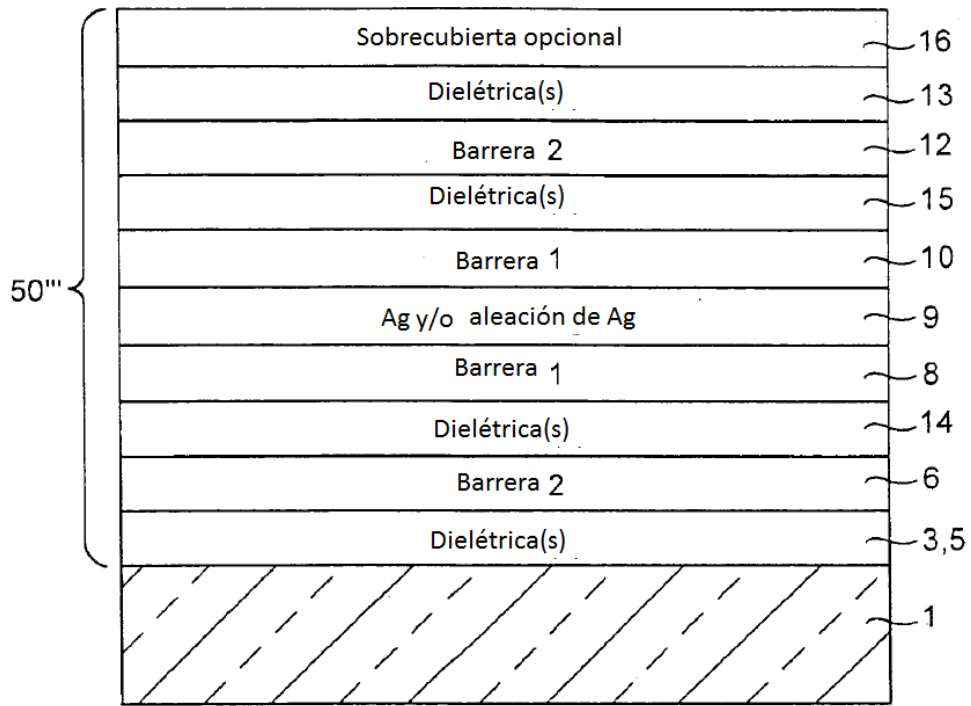 Sobrecubierta opcional 16
Dielétrica(s) 13
Barrera 2 12
Dielétrica(s) 15
Barrera 1 10
50'''
Ag y/o aleación de Ag 9
Barrera 1 8
Dielétrica(s) 14
Barrera 2 6
Dielétrica(s) 3,5
1